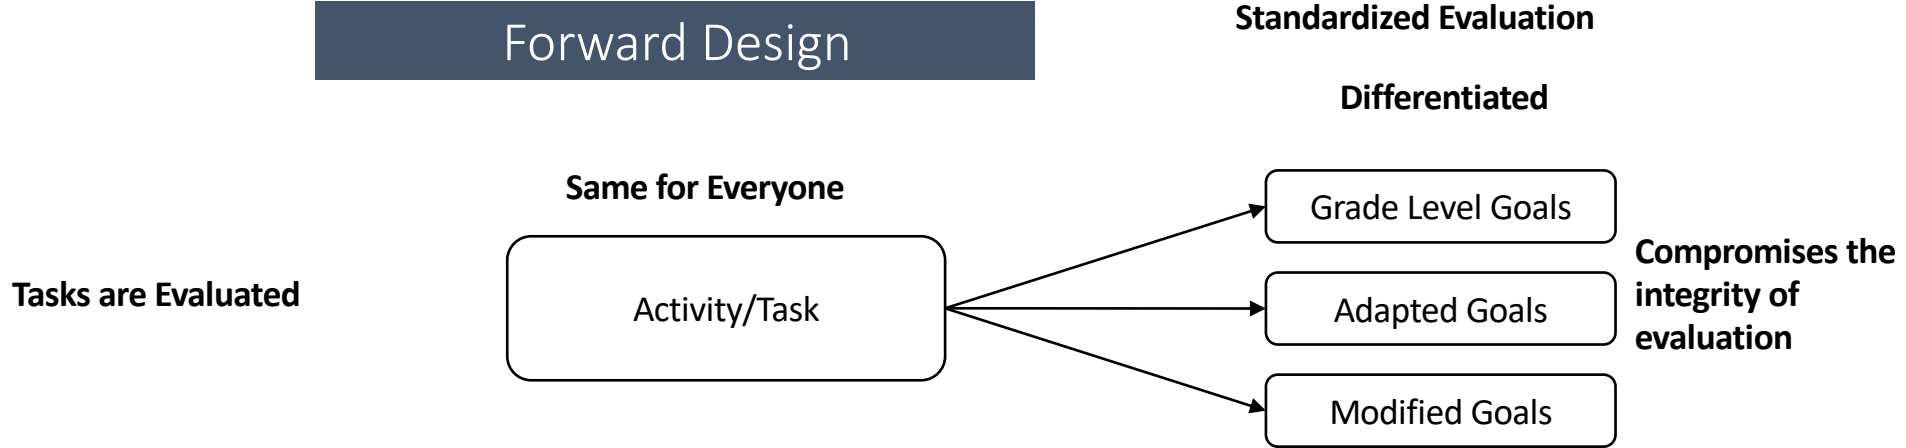 Forward Design
Standardized Evaluation
Differentiated
Same for Everyone
Tasks are Evaluated
Activity/Task
Grade Level Goals
Adapted Goals
Modified Goals
Compromises the
integrity of
evaluation